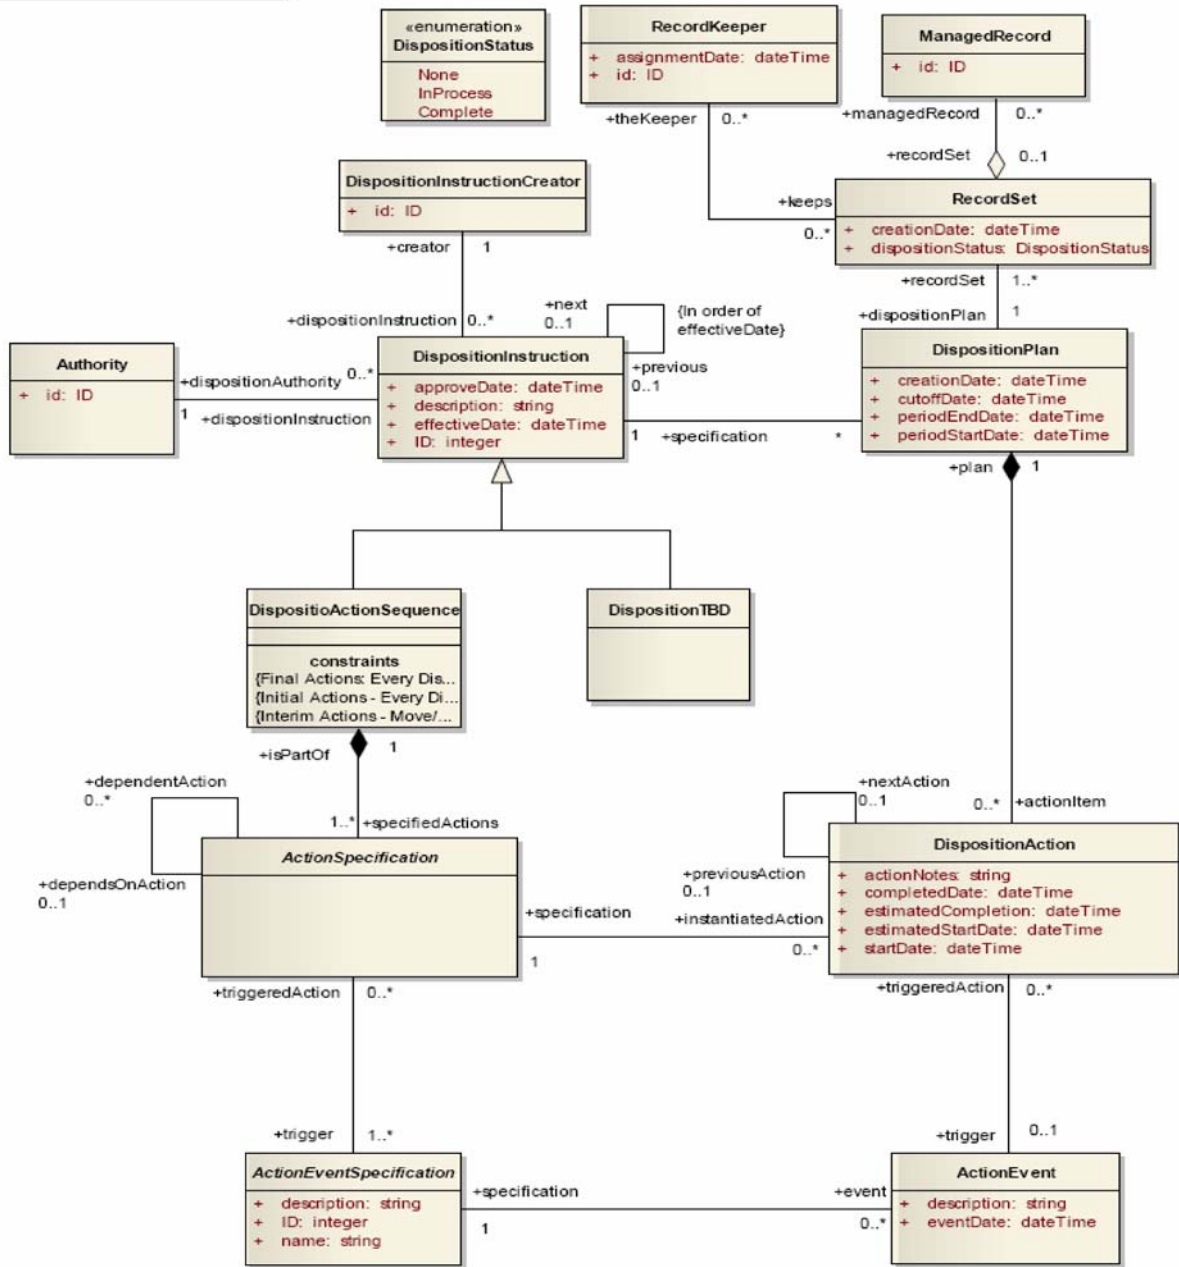 «enumeration»
DispositionStatus
None
InProcess
Complete
RecordKeeper
+ assignmentDate: dateTime
+ id: ID
ManagedRecord
+ id: ID
+theKeeper 0..*
+managedRecord 0..*
+recordSet 0..1
DispositionInstructionCreator
+ id: ID
+keeps
0..*
RecordSet
+ creationDate: dateTime
+ dispositionStatus: DispositionStatus
+creator 1
+recordSet 1..*
+next
0..1
{In order of
effectiveDate}
+dispositionInstruction 0..*
+dispositionPlan 1
Authority
+ id: ID
+dispositionAuthority 0..*
1 +dispositionInstruction
DispositionInstruction
+ approveDate: dateTime
+ description: string
+ effectiveDate: dateTime
+ ID: integer
+previous
0..1
1 +specification *
DispositionPlan
+ creationDate: dateTime
+ cutoffDate: dateTime
+ periodEndDate: dateTime
+ periodStartDate: dateTime
+plan 1
DispositioActionSequence
constraints
{Final Actions: Every Dis...
{Initial Actions - Every Di...
{Interim Actions - Move/...
DispositionTBD
+isPartOf 1
+dependentAction
0..*
1..* +specifiedActions
+nextAction
0..1
0..* +actionItem
ActionSpecification
+dependsOnAction
0..1
DispositionAction
+ actionNotes: string
+ completedDate: dateTime
+ estimatedCompletion: dateTime
+ estimatedStartDate: dateTime
+ startDate: dateTime
+previousAction
0..1
+specification
1
+instantiatedAction
0..*
+triggeredAction 0..*
+triggeredAction 0..*
+trigger 1..*
+trigger 0..1
ActionEventSpecification
+ description: string
+ ID: integer
+ name: string
+specification
1
+event
0..*
ActionEvent
+ description: string
+ eventDate: dateTime